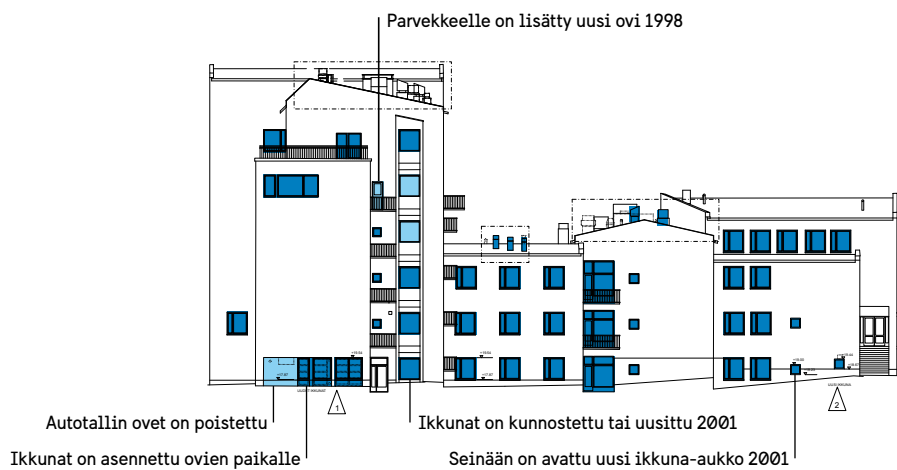 Parvekkeelle on lisätty uusi ovi 1998
Autotallin ovet on poistettu
Ikkunat on kunnostettu tai uusittu 2001
Ikkunat on asennettu ovien paikalle
Seinään on avattu uusi ikkuna-aukko 2001
1
2